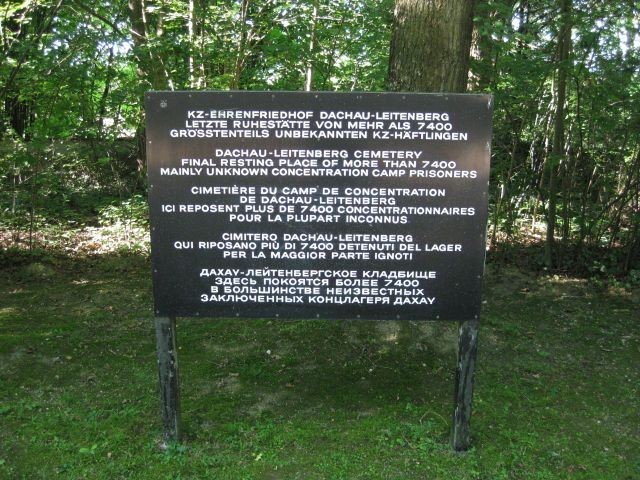 KZ-EHRENFRIEDHOF DACHAU-LEITENBERG
LETZTE RUHESTÄTTE VON MEHR ALS 7400
GRÖSSTENTEILS UNBEKANNTEN KZ-HÄFTLINGEN
DACHAU-LEITENBERG CEMETERY
FINAL RESTING PLACE OF MORE THAN 7400
MAINLY UNKNOWN CONCENTRATION CAMP PRISONERS
CIMETIÈRE DU CAMP DE CONCENTRATION
DE DACHAU-LEITENBERG
ICI REPOSENT PLUS DE 7400 CONCENTRATIONNAIRES
POUR LA PLUPART INCONNUS
CIMITERO DACHAU-LEITENBERG
QUI RIPOSANO PIÙ DI 7400 DETENUTI DEL LAGER
PER LA MAGGIOR PARTE IGNOTI
ДАХАУ-ЛЕЙТЕНБЕРГСКОЕ КЛАДБИЩЕ
ЗДЕСЬ ПОКОЯТСЯ БОЛЕЕ 7400
В БОЛЬШИНСТВЕ НЕИЗВЕСТНЫХ
ЗАКЛЮЧЕННЫХ КОНЦЛАГЕРЯ ДАХАУ